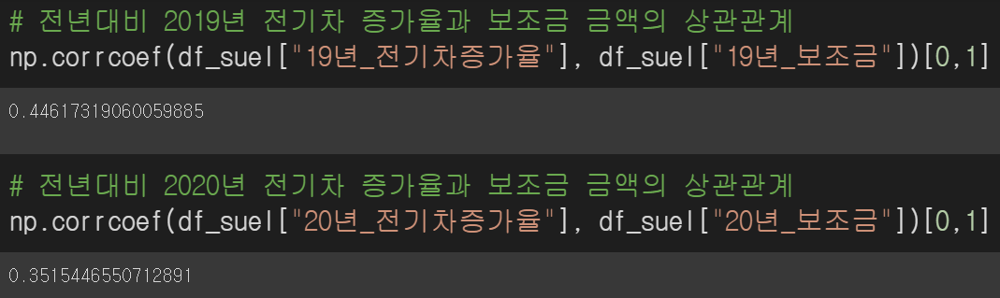 # 전년대비 2019년 전기차 증가율과 보조금 금액의 상관관계
np.corrcoef(df_suel["19년_전기차증가율"], df_suel["19년_보조금"])[0,1]
0.44617319060059885
# 전년대비 2020년 전기차 증가율과 보조금 금액의 상관관계
np.corrcoef(df_suel["20년_전기차증가율"], df_suel["20년_보조금"])[0,1]
0.3515446550712891